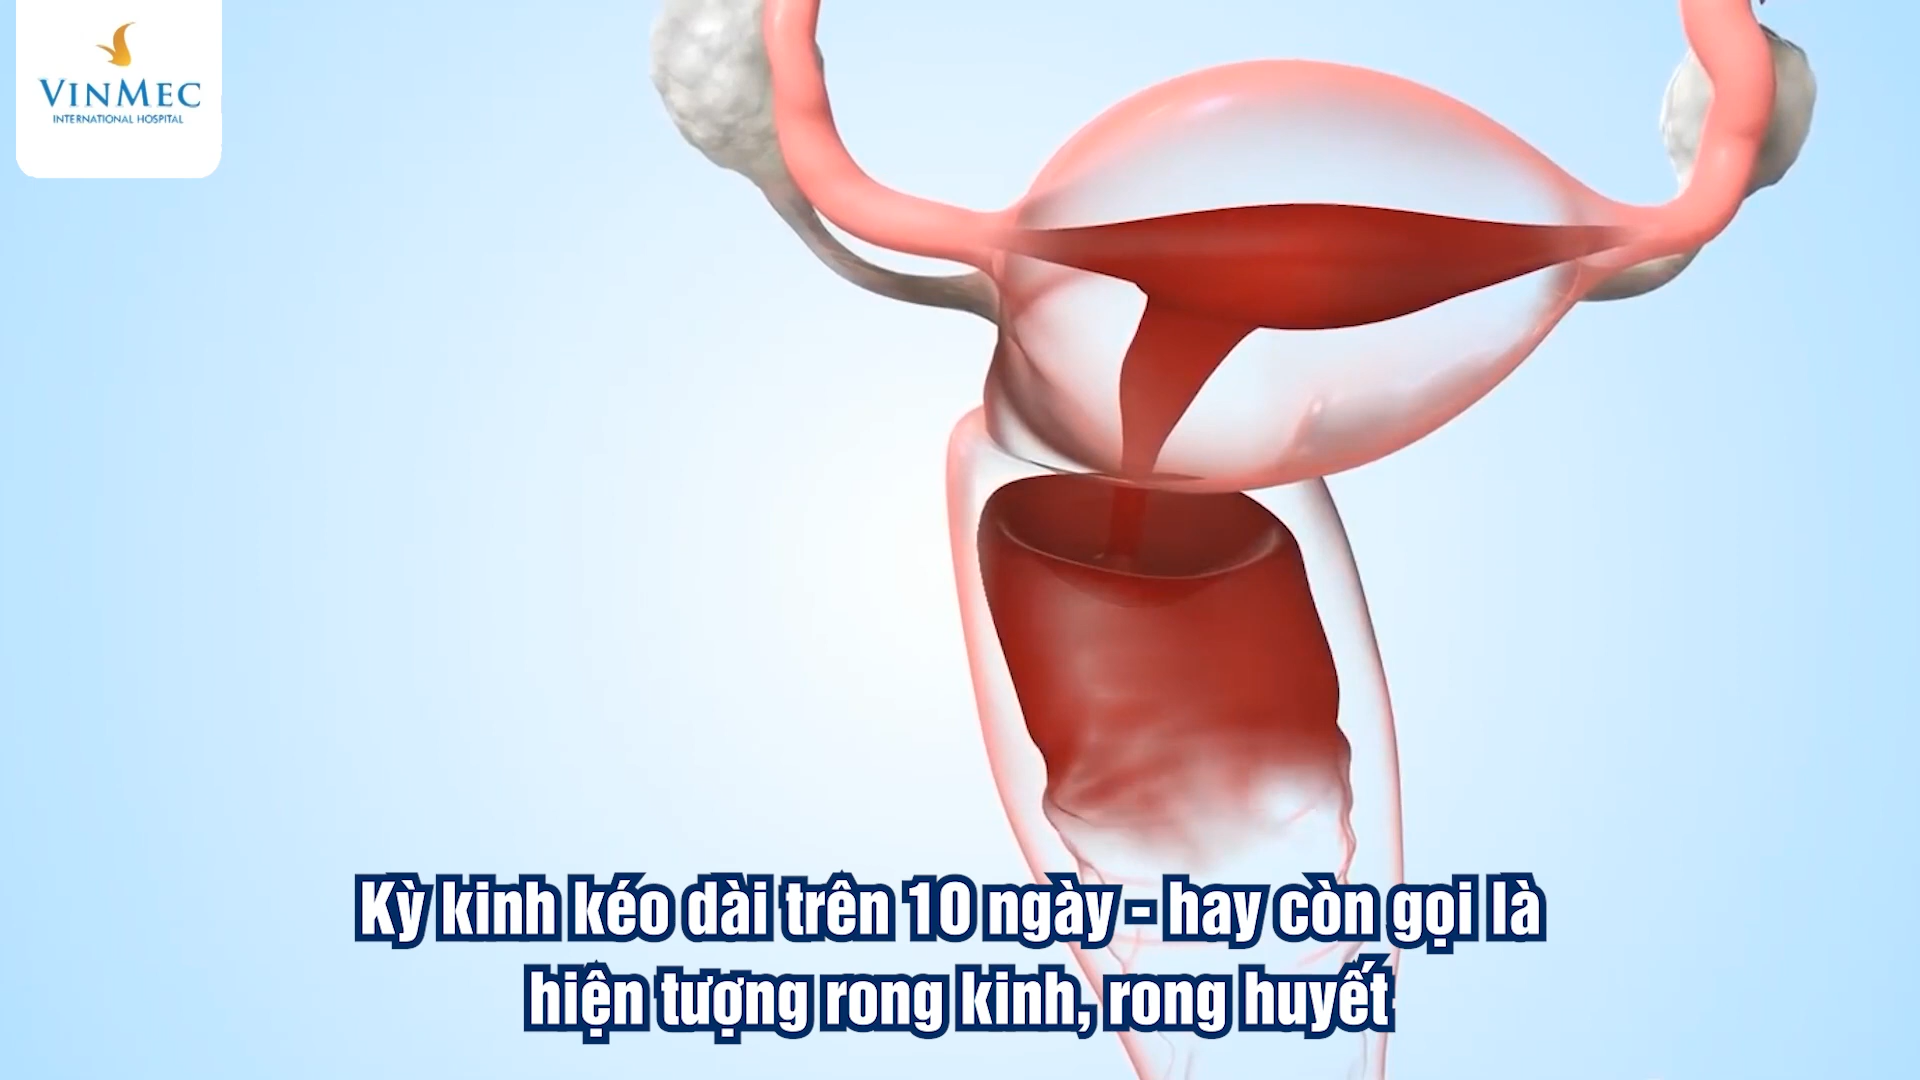 VINMEC
INTERNATIONAL HOSPITAL
Kỳ kinh kéo dài trên 10 ngày - hay còn gọi là
hiện tượng rong kinh, rong huyết